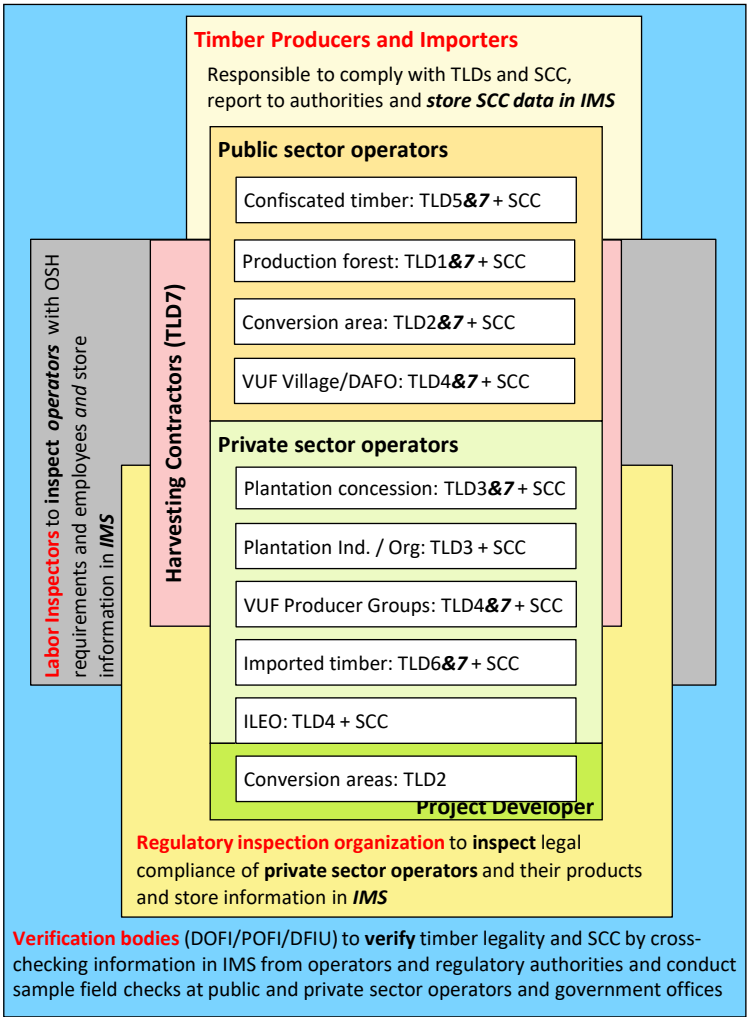 Timber Producers and Importers
Responsible to comply with TLDs and SCC,
report to authorities and store SCC data in IMS
Public sector operators
Confiscated timber: TLD5&7 + SCC
Production forest: TLD1&7 + SCC
Conversion area: TLD2&7 + SCC
VUF Village/DAFO: TLD4&7 + SCC
Private sector operators
Plantation concession: TLD3&7 + SCC
Plantation Ind. / Org: TLD3 + SCC
VUF Producer Groups: TLD4&7 + SCC
Imported timber: TLD6&7 + SCC
ILEO: TLD4 + SCC
Conversion areas: TLD2
Project Developer
Harvesting Contractors (TLD7)
Labor Inspectors to inspect operators with OSH
requirements and employees and store
information in IMS
Regulatory inspection organization to inspect legal
compliance of private sector operators and their products
and store information in IMS
Verification bodies (DOFI/POFI/DFIU) to verify timber legality and SCC by cross-
checking information in IMS from operators and regulatory authorities and conduct
sample field checks at public and private sector operators and government offices